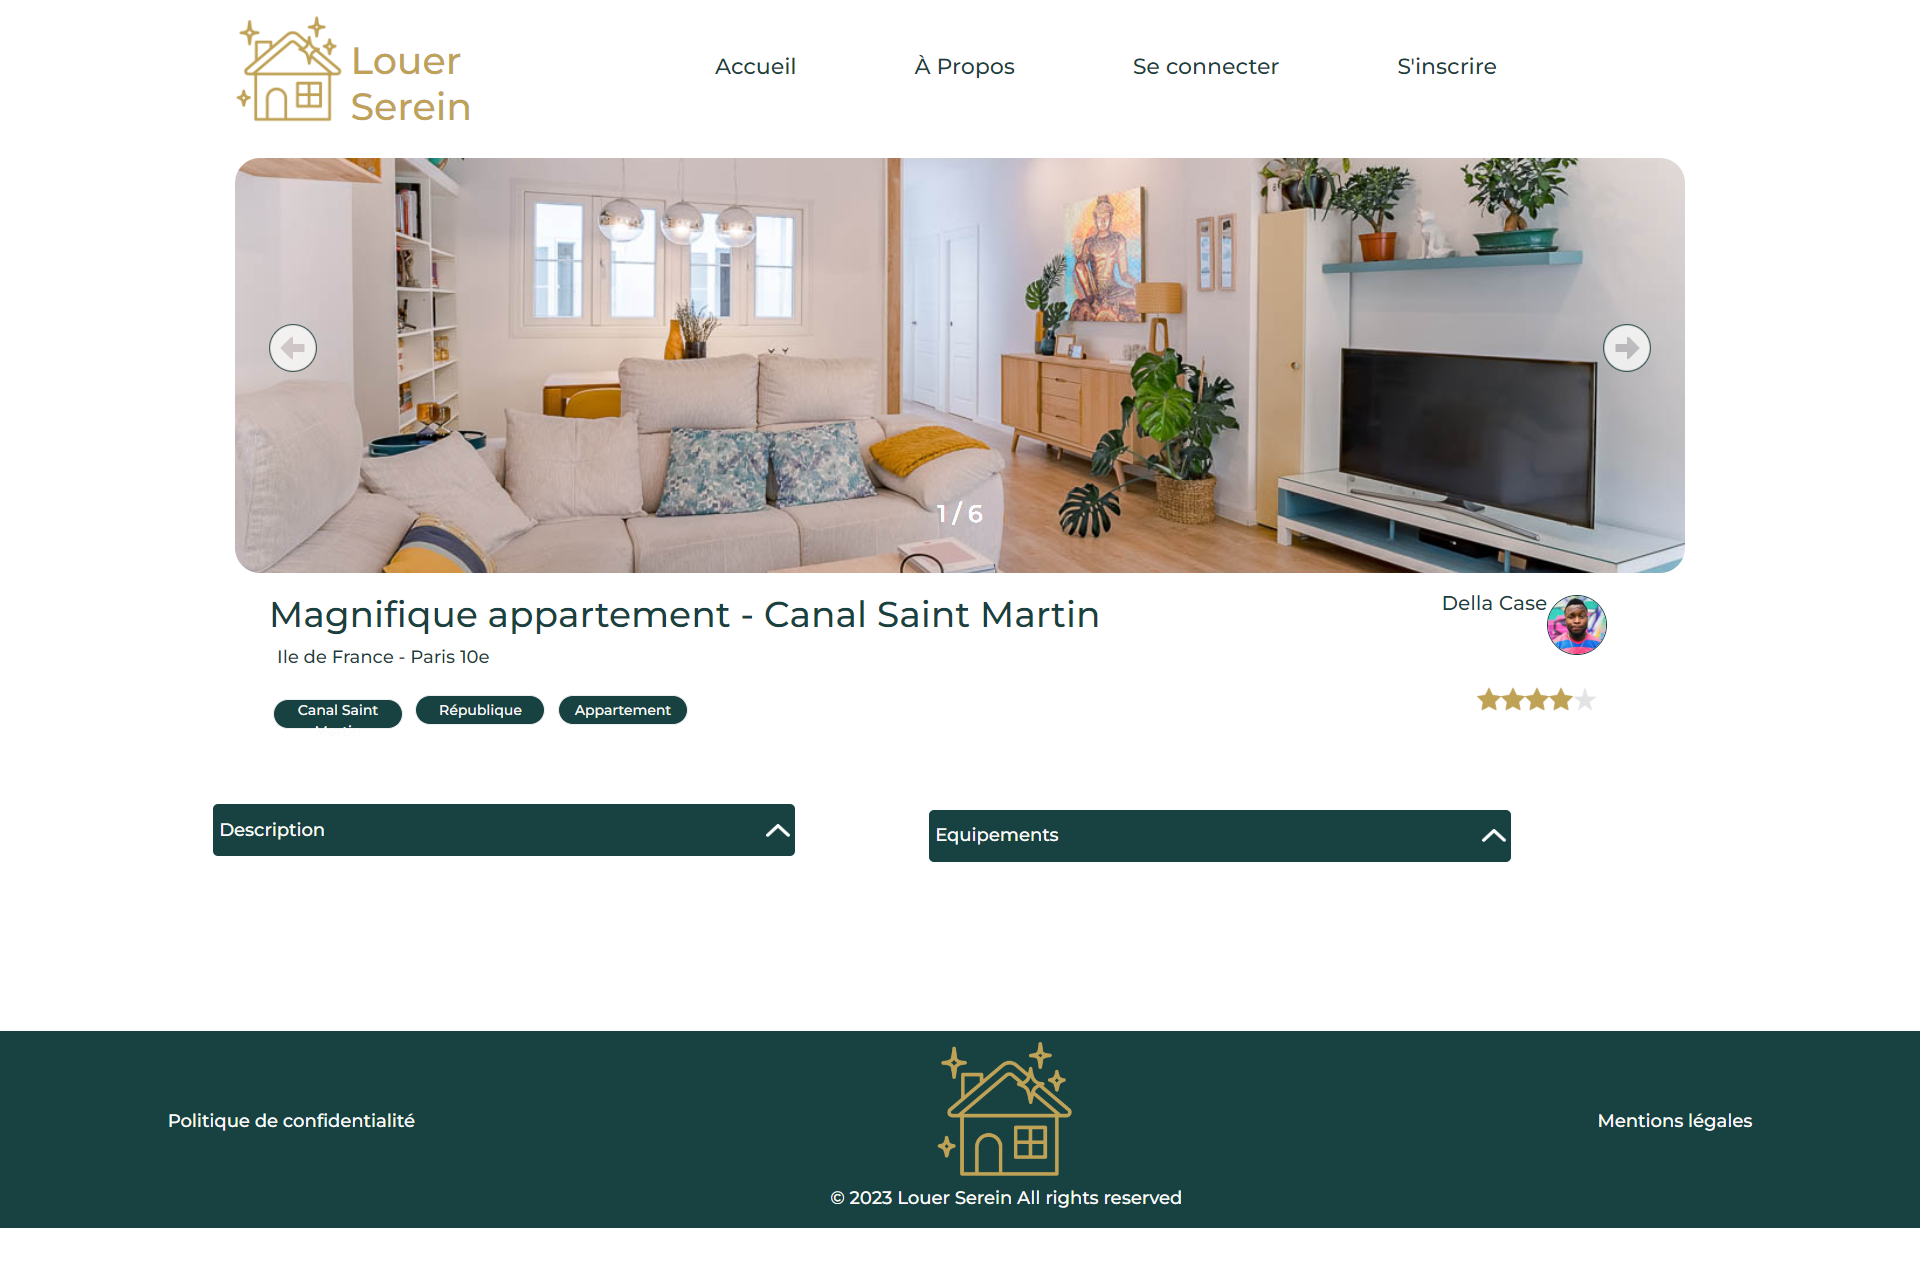 Louer
Serein
Accueil
À Propos
Se connecter
S'inscrire
1 / 6
Magnifique appartement - Canal Saint Martin
Ile de France - Paris 10e
Della Case
Canal Saint
République
Appartement
Description
Equipements
Politique de confidentialité
© 2023 Louer Serein All rights reserved
Mentions légales